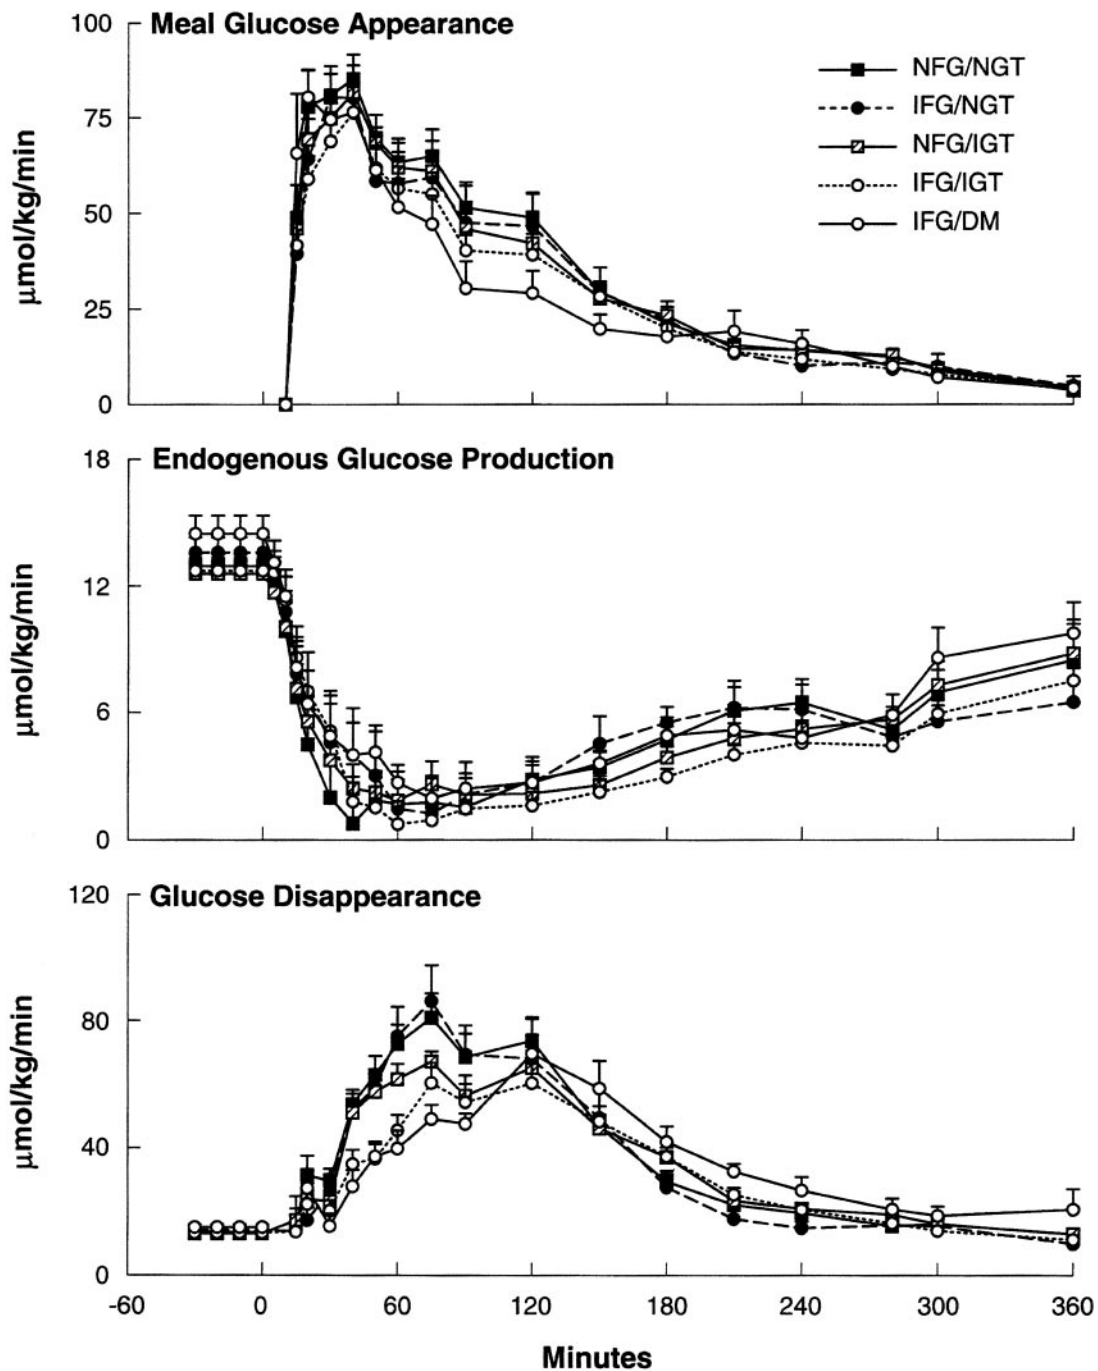 Meal Glucose Appearance
100
75
50
25
0
μmol/kg/min
NFG/NGT
IFG/NGT
NFG/IGT
IFG/IGT
IFG/DM
Endogenous Glucose Production
18
12
6
0
μmol/kg/min
Glucose Disappearance
120
80
40
0
μmol/kg/min
-60 0 60 120 180 240 300 360
Minutes